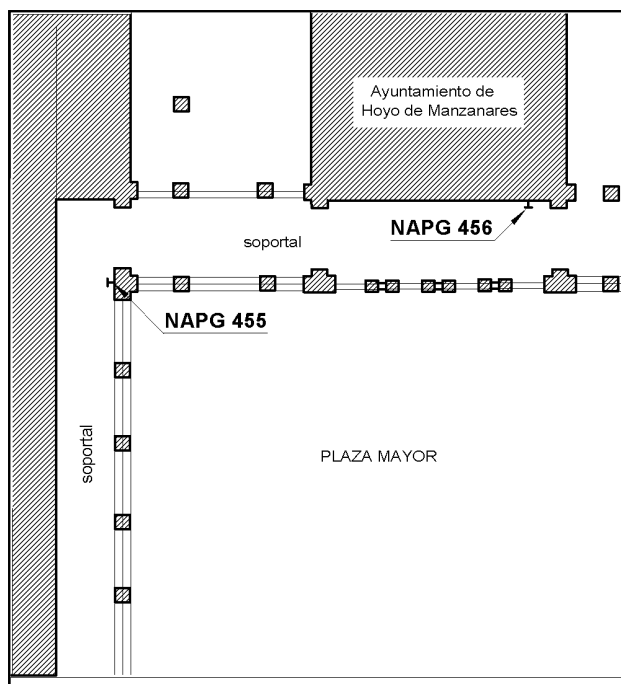 Ayuntamiento de
Hoyo de Manzanares
NAPG 456
soportal
NAPG 455
soportal
PLAZA MAYOR